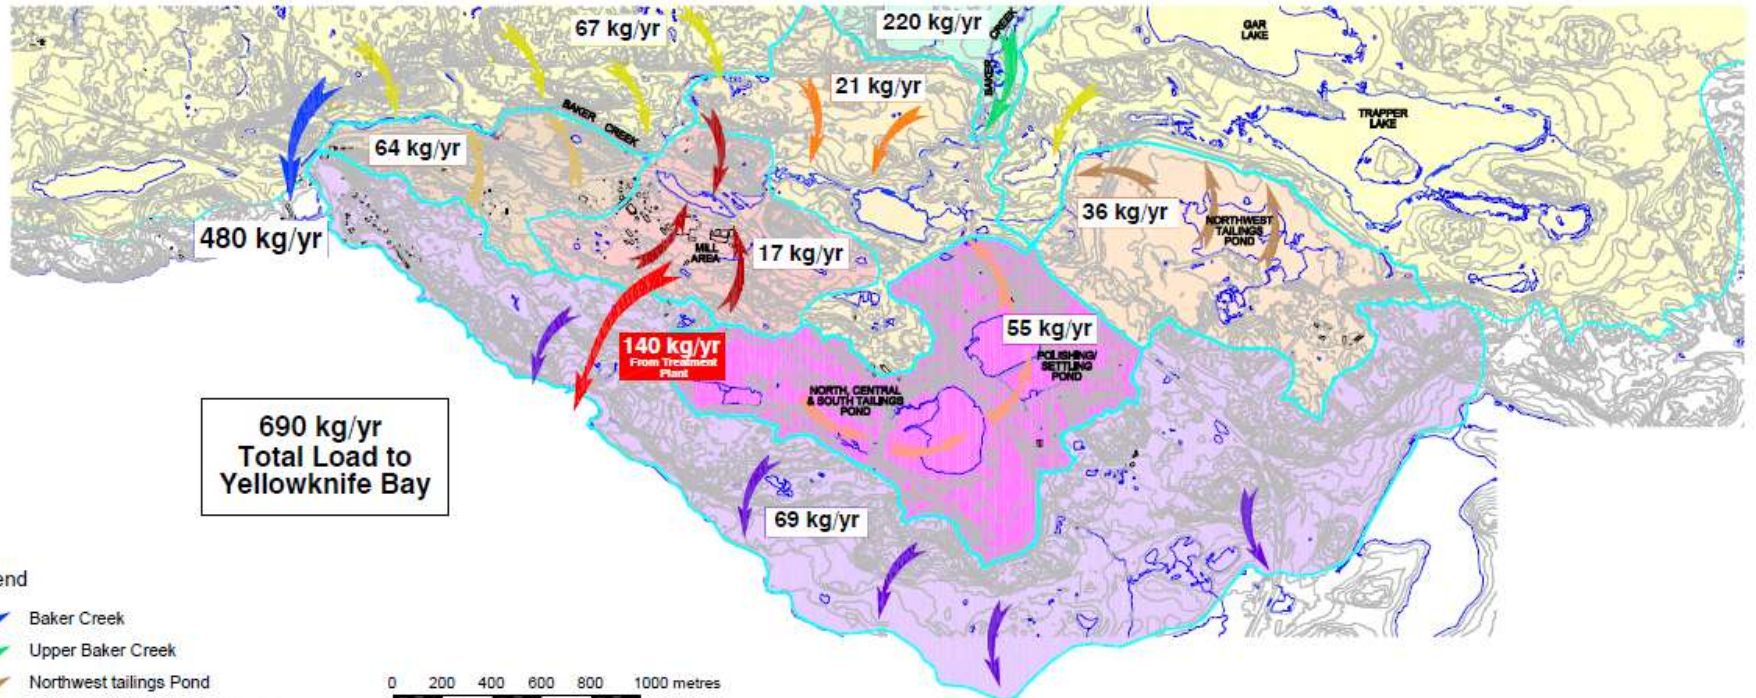 67 kg/yr
220 kg/yr
BAKER CREEK
GAR
LAKE
21 kg/yr
TRAPPER
LAKE
BAKER CREEK
64 kg/yr
36 kg/yr
NORTHWEST
TAILINGS
POND
480 kg/yr
MILL
AREA
17 kg/yr
55 kg/yr
POLISHING/
SETTLING
POND
140 kg/yr
From Treatment
Plant
NORTH, CENTRAL
& SOUTH TAILINGS
POND
690 kg/yr
Total Load to
Yellowknife Bay
69 kg/yr
end
Baker Creek
Upper Baker Creek
Northwest tailings Pond
0 200 400 600 800 1000 metres